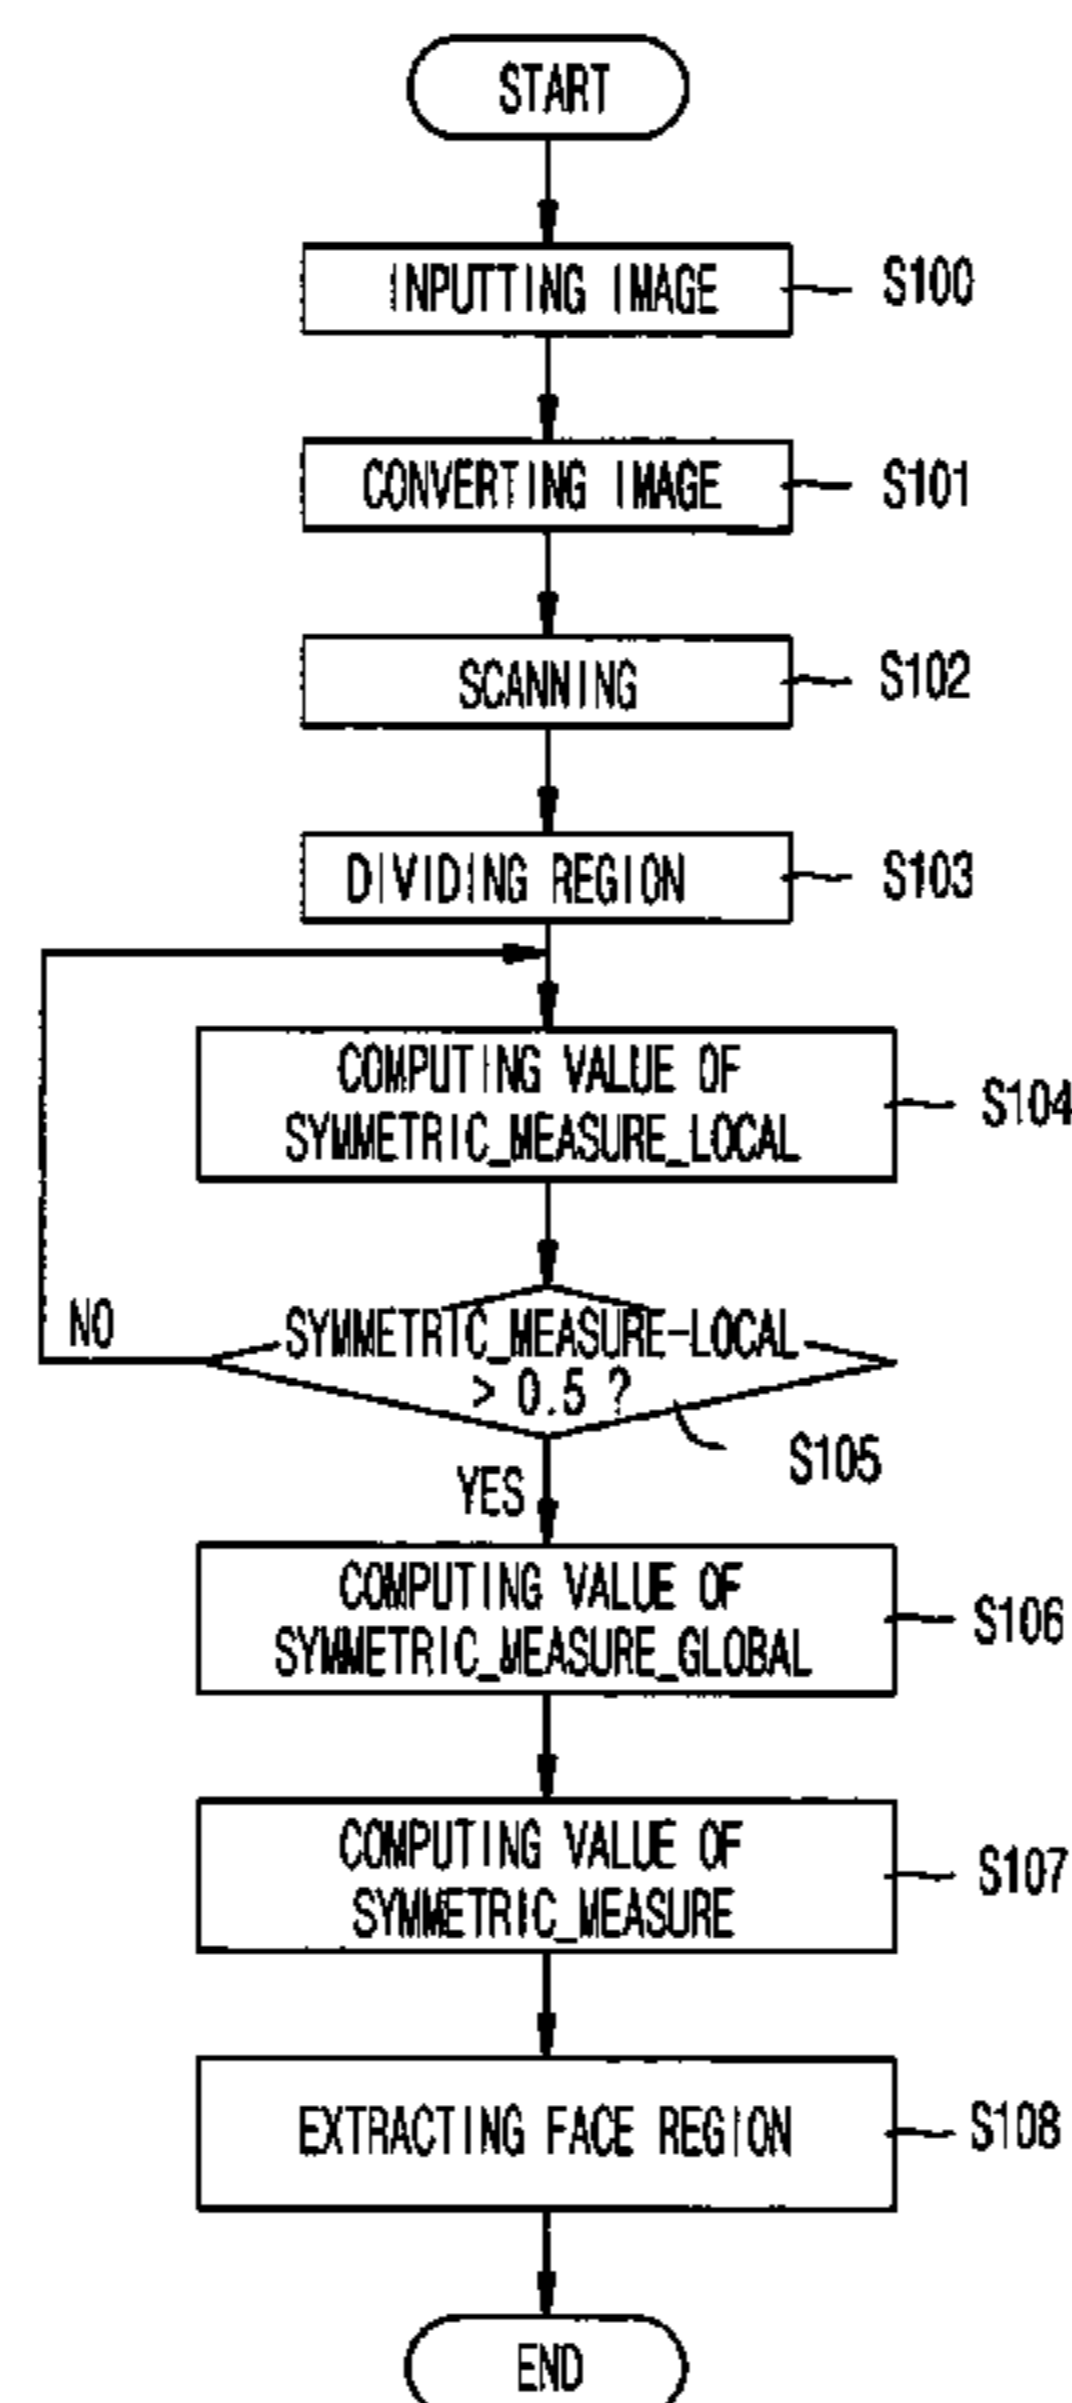 START
INPUTTING IMAGE
S100
CONVERTING IMAGE
S101
SCANNING
S102
DIVIDING REGION
S103
COMPUTING VALUE OF
SYMMETRIC_MEASURE_LOCAL
S104
SYMMETRIC_MEASURE-LOCAL
> 0.5 ?
NO
S105
YES
COMPUTING VALUE OF
SYMMETRIC_MEASURE_GLOBAL
S106
COMPUTING VALUE OF
SYMMETRIC_MEASURE
S107
EXTRACTING FACE REGION
S108
END